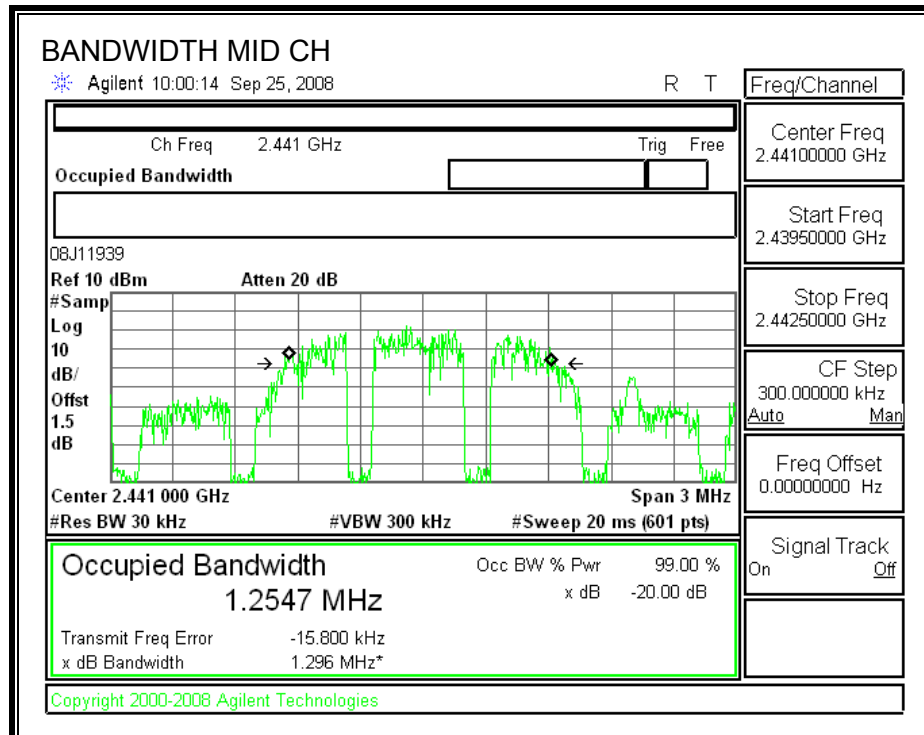 BANDWIDTH MID CH
Agilent 10:00:14 Sep 25, 2008 R T
Freq/Channel
Ch Freq 2.441 GHz Trig Free
Occupied Bandwidth
Center Freq
2.44100000 GHz
Start Freq
2.43950000 GHz
Stop Freq
2.44250000 GHz
CF Step
300.000000 kHz
Auto Man
Freq Offset
0.00000000 Hz
Signal Track
On Off
08J11939
Ref 10 dBm Atten 20 dB
#Samp
Log
10
dB/
Offst
1.5
dB
Center 2.441 000 GHz Span 3 MHz
#Res BW 30 kHz #VBW 300 kHz #Sweep 20 ms (601 pts)
Occupied Bandwidth Occ BW % Pwr 99.00 %
1.2547 MHz x dB -20.00 dB
Transmit Freq Error -15.800 kHz
x dB Bandwidth 1.296 MHz*
Copyright 2000-2008 Agilent Technologies